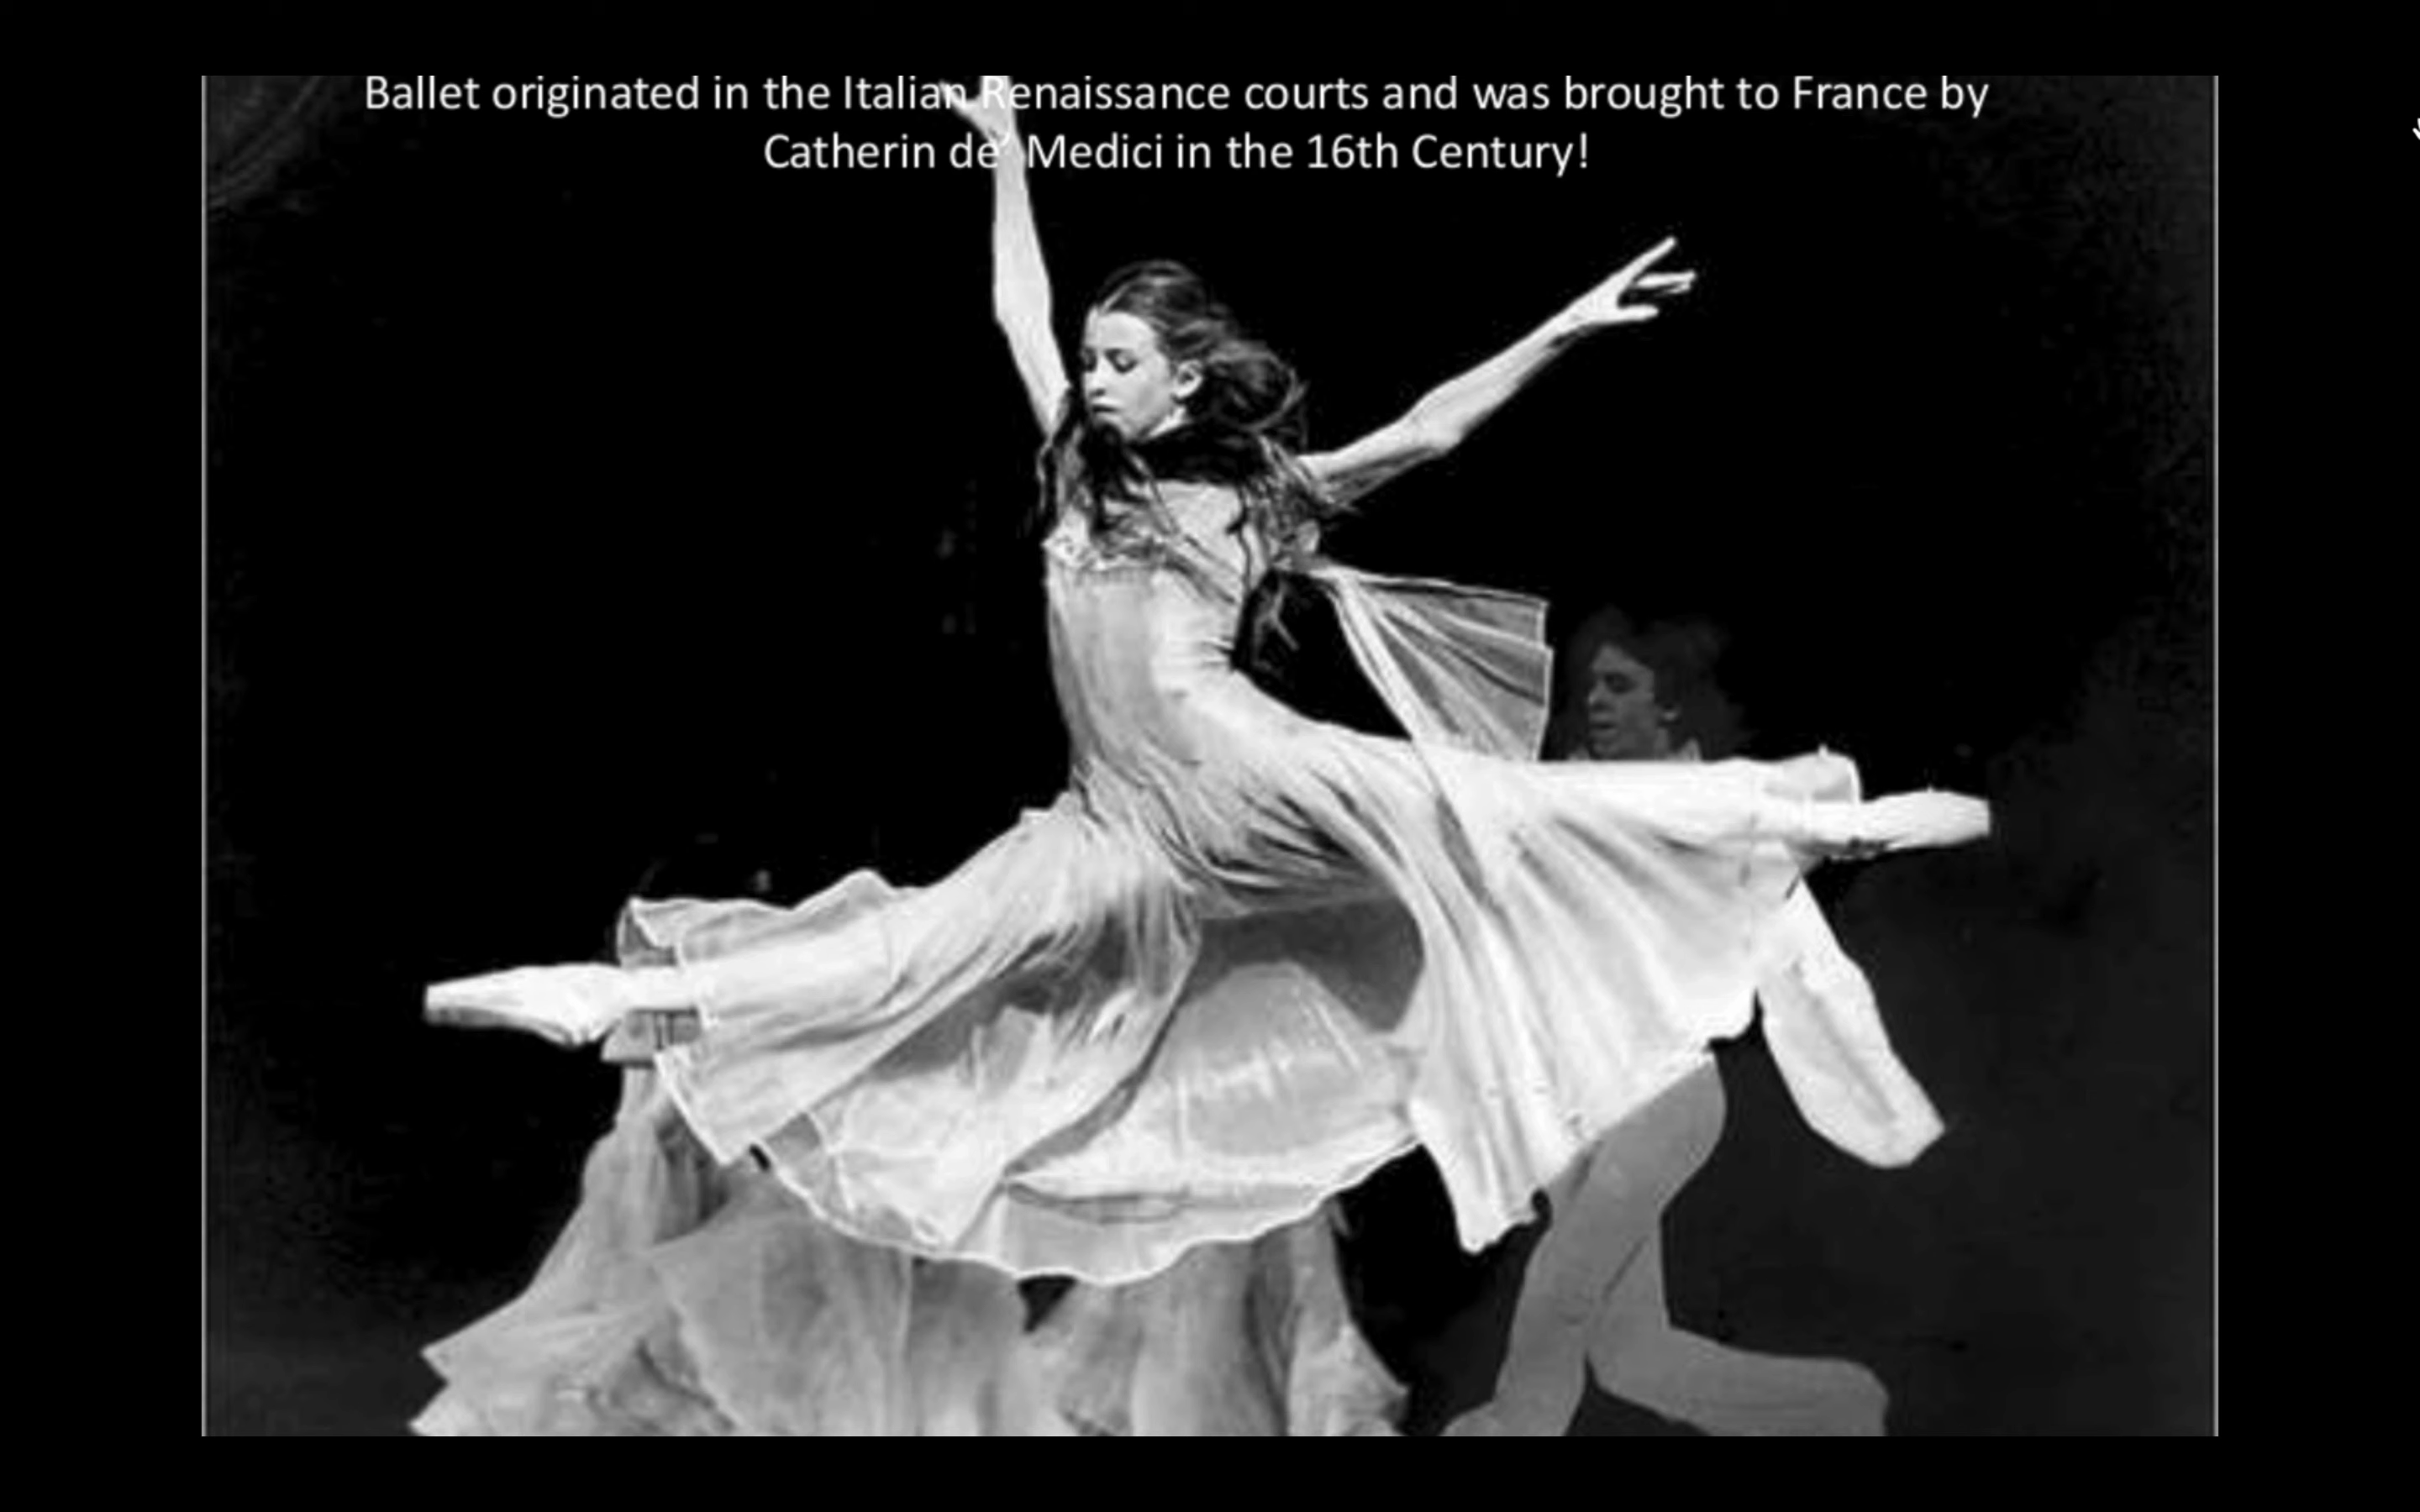 Ballet originated in the Italian Renaissance courts and was brought to France by
Catherin de' Medici in the 16th Century!